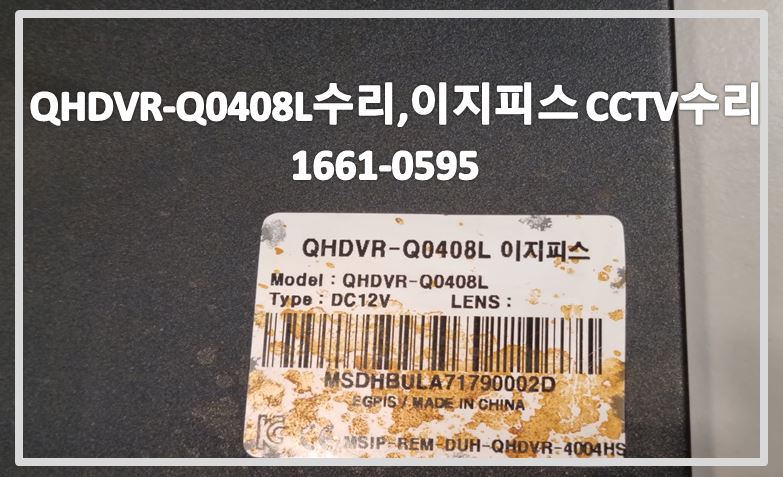 QHDVR-Q0408L수리,이지피스 CCTV수리
1661-0595
QHDVR-Q0408L 이지피스
Model : QHDVR-Q0408L
Type : DC12V LENS :
MSDHBULA71790002D
EGPIS / MADE IN CHINA
MSIP-REM-DUH-QHDVR-4004HS